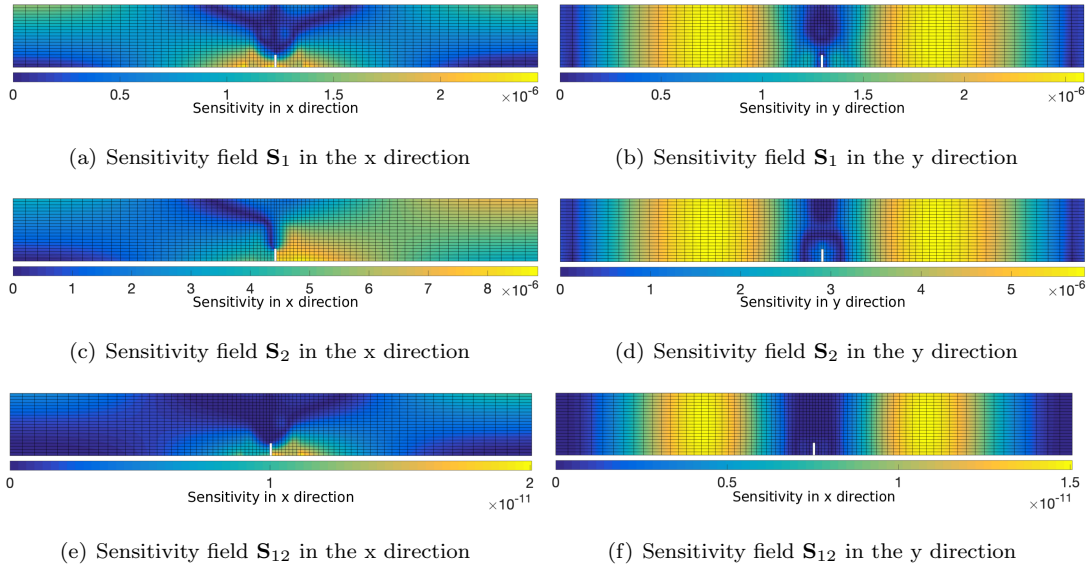 0 0.5 1 1.5 2 ×10⁻⁶
Sensitivity in x direction
0 0.5 1 1.5 2 ×10⁻⁶
Sensitivity in y direction
(a) Sensitivity field S₁ in the x direction
(b) Sensitivity field S₁ in the y direction
0 1 2 3 4 5 6 7 8 ×10⁻⁶
Sensitivity in x direction
0 1 2 3 4 5 ×10⁻⁶
Sensitivity in y direction
(c) Sensitivity field S₂ in the x direction
(d) Sensitivity field S₂ in the y direction
0 1 2
Sensitivity in x direction
×10⁻¹¹
0 0.5 1 1.5
Sensitivity in x direction
×10⁻¹¹
(e) Sensitivity field S₁₂ in the x direction
(f) Sensitivity field S₁₂ in the y direction